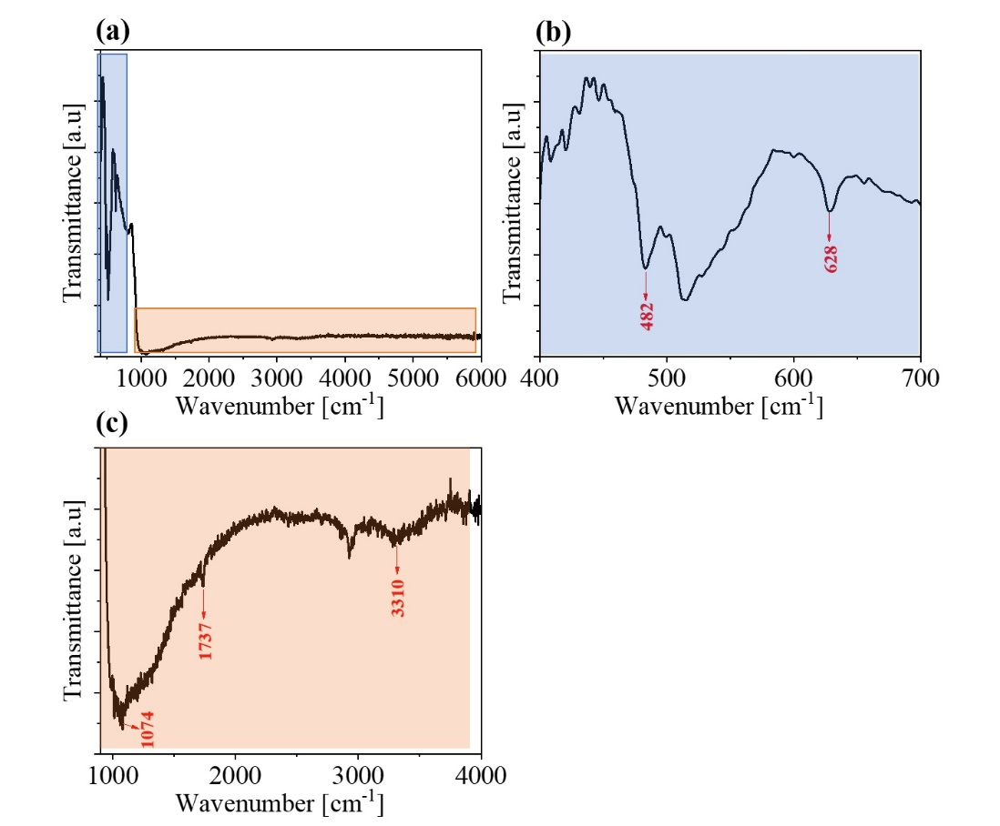 (a)
Transmittance [a.u]
1000 2000 3000 4000 5000 6000
Wavenumber [cm⁻¹]
(b)
Transmittance [a.u]
482
628
400 500 600 700
Wavenumber [cm⁻¹]
(c)
Transmittance [a.u]
1074
1737
3310
1000 2000 3000 4000
Wavenumber [cm⁻¹]